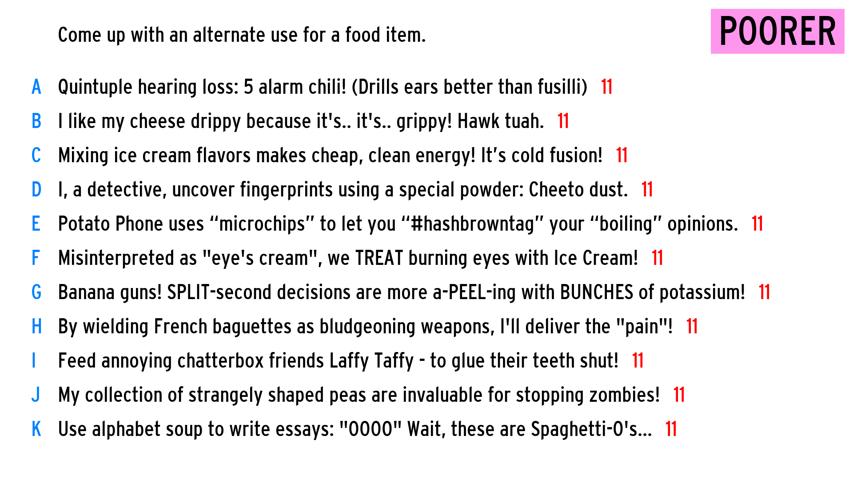 Come up with an alternate use for a food item.
POORER
A Quintuple hearing loss: 5 alarm chili! (Drills ears better than fusilli) 11
B I like my cheese drippy because it's.. it's.. grippy! Hawk tuah. 11
C Mixing ice cream flavors makes cheap, clean energy! It’s cold fusion! 11
D I, a detective, uncover fingerprints using a special powder: Cheeto dust. 11
E Potato Phone uses “microchips” to let you “#hashbrowntag” your “boiling” opinions. 11
F Misinterpreted as "eye's cream", we TREAT burning eyes with Ice Cream! 11
G Banana guns! SPLIT-second decisions are more a-PEEL-ing with BUNCHES of potassium! 11
H By wielding French baguettes as bludgeoning weapons, I'll deliver the "pain"! 11
I Feed annoying chatterbox friends Laffy Taffy - to glue their teeth shut! 11
J My collection of strangely shaped peas are invaluable for stopping zombies! 11
K Use alphabet soup to write essays: "OOOO" Wait, these are Spaghetti-O's... 11